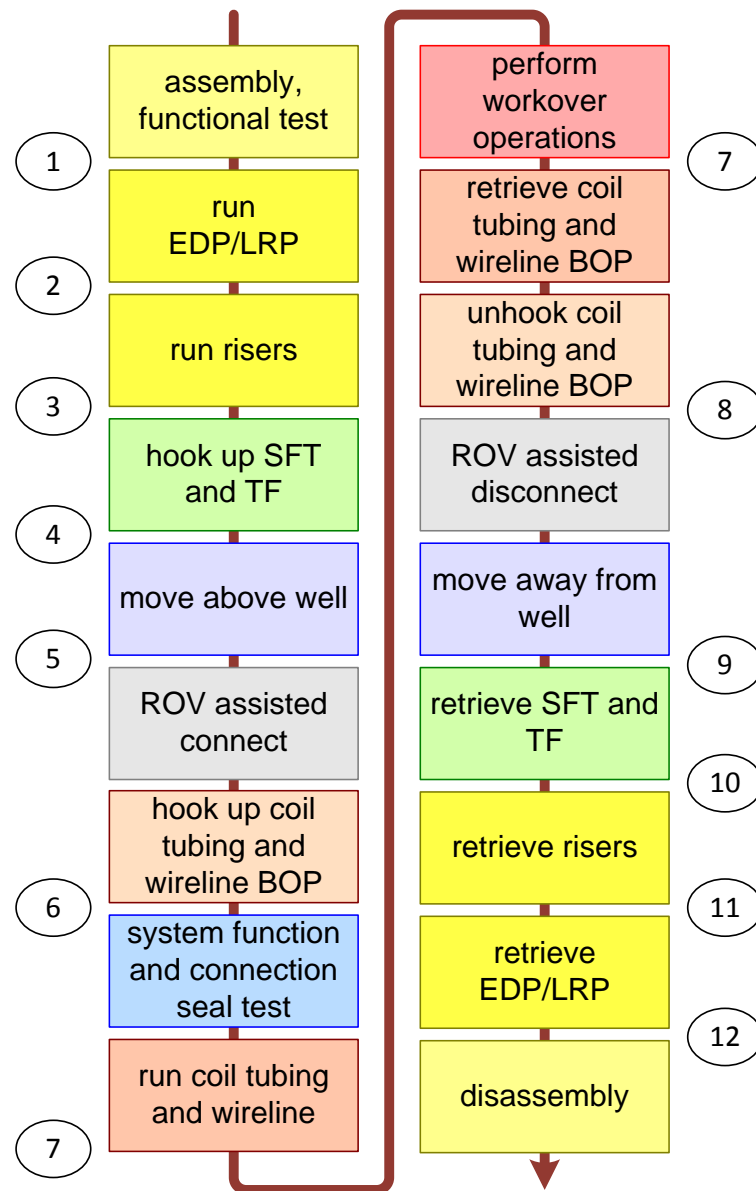 assembly,
functional test
1
run
EDP/LRP
2
run risers
3
hook up SFT
and TF
4
move above well
5
ROV assisted
connect
hook up coil
tubing and
wireline BOP
6
system function
and connection
seal test
run coil tubing
and wireline
7
perform
workover
operations
7
retrieve coil
tubing and
wireline BOP
unhook coil
tubing and
wireline BOP
8
ROV assisted
disconnect
move away from
well
9
retrieve SFT and
TF
10
retrieve risers
11
retrieve
EDP/LRP
12
disassembly